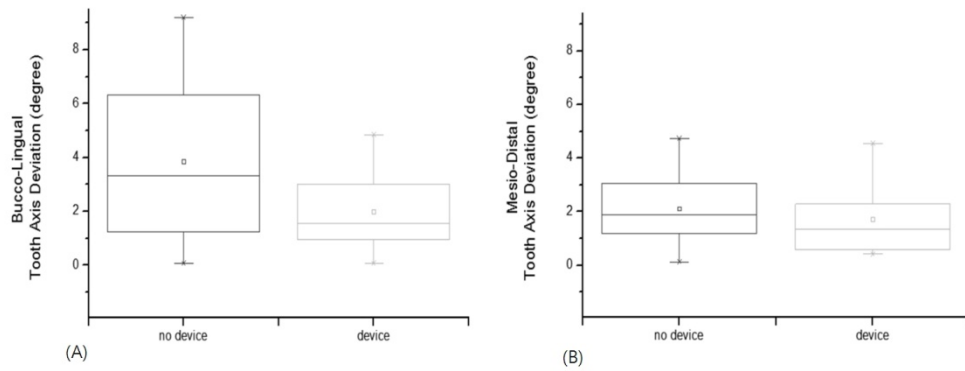 Bucco-Lingual
Tooth Axis Deviation (degree)
8
6
4
2
0
no device
device
(A)
Mesio-Distal
Tooth Axis Deviation (degree)
8
6
4
2
0
no device
device
(B)